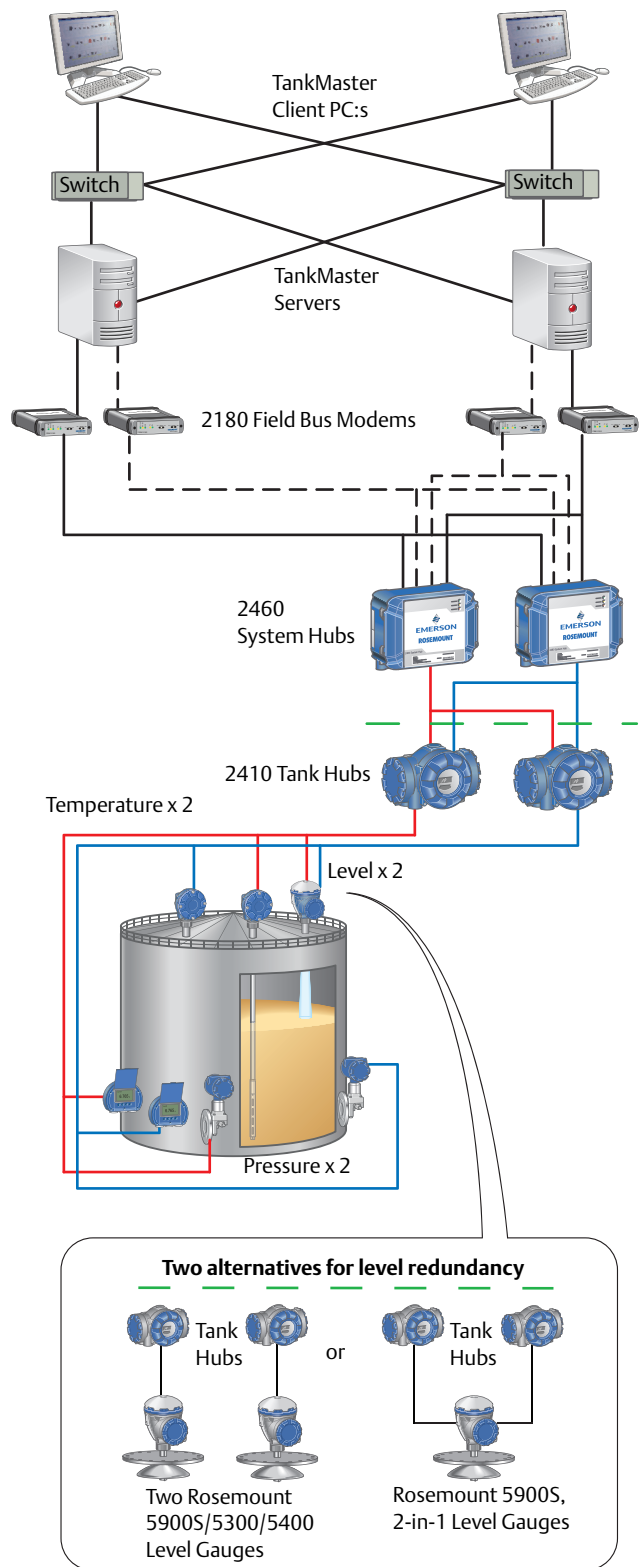 TankMaster
Client PC:s
Switch
Switch
TankMaster
Servers
2180 Field Bus Modems
2460
System Hubs
EMERSON
ROSEMOUNT
EMERSON
ROSEMOUNT
2410 Tank Hubs
Temperature x 2
Level x 2
Pressure x 2
Two alternatives for level redundancy
Tank
Hubs
or
Tank
Hubs
Two Rosemount
5900S/5300/5400
Level Gauges
Rosemount 5900S,
2-in-1 Level Gauges